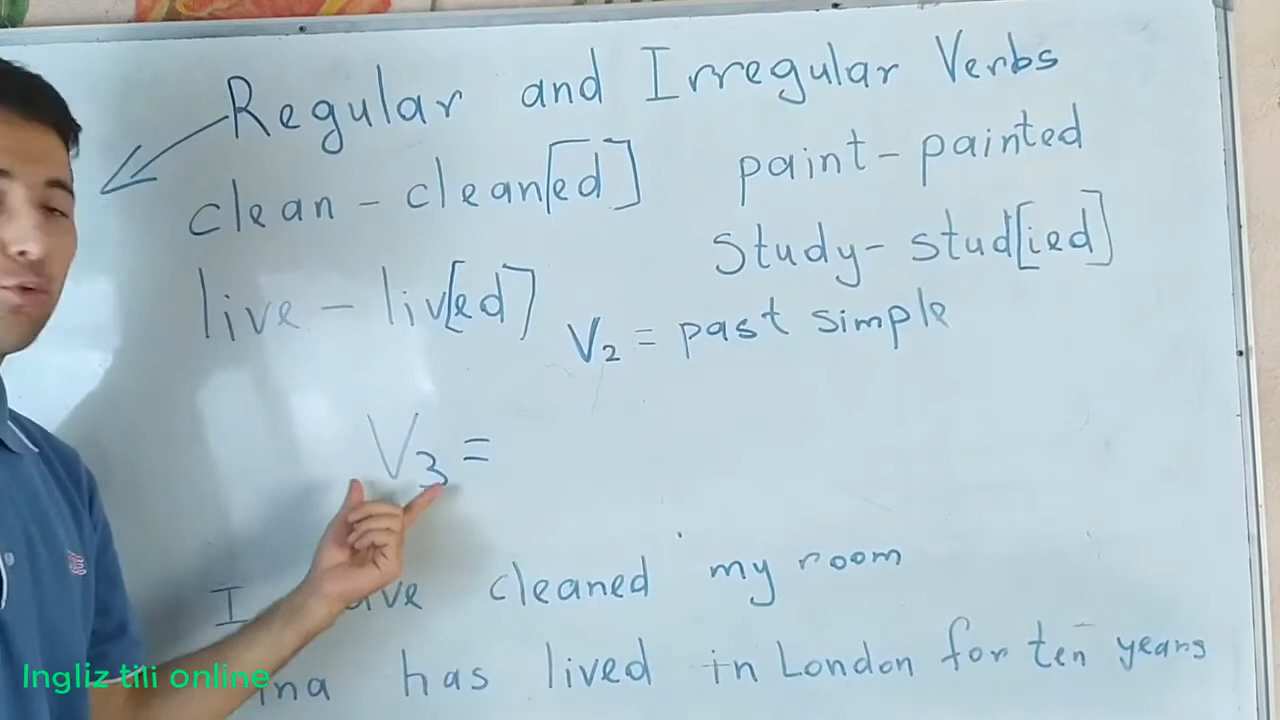 Regular and Irregular Verbs
clean - clean[ed] paint - painted
study - stud[ied]
live - liv[ed]
V2 = past simple
V3 =
I cleaned my room
has lived in London for ten years
Ingliz tili online